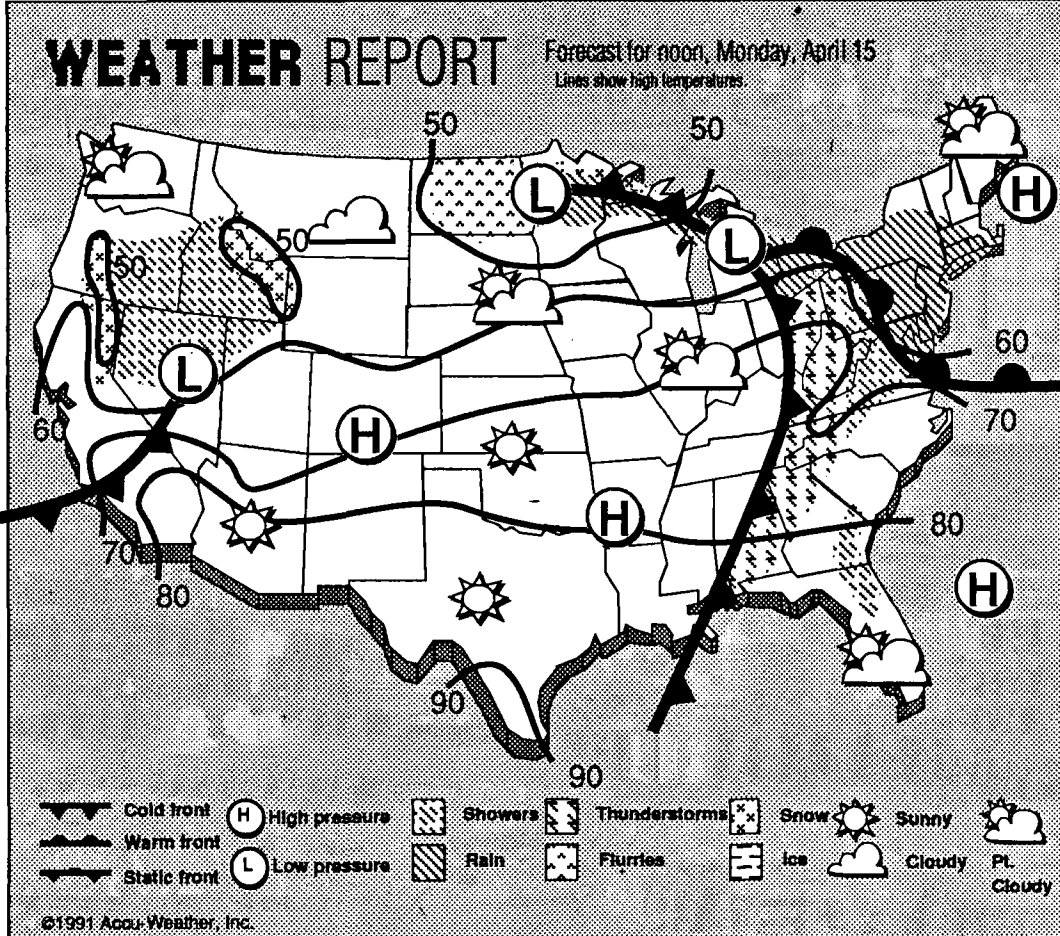 WEATHER REPORT
Forecast for noon, Monday, April 15
Lines show high temperatures.
50
50
H
L
L
50
50
60
L
60
70
H
H
80
70
80
H
90
90
Cold front
H High pressure
Showers
Thunderstorms
Snow
Sunny
Warm front
L Low pressure
Rain
Flurries
Ice
Cloudy
Pt.
Cloudy
Static front
©1991 Accu-Weather, Inc.